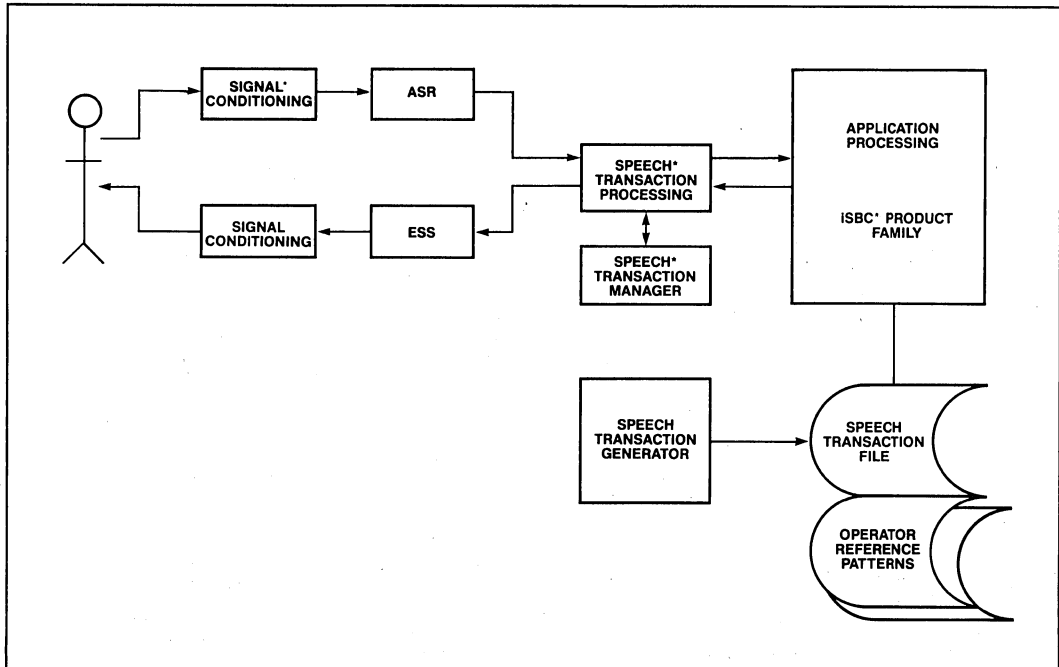 SIGNAL*
CONDITIONING
ASR
SPEECH*
TRANSACTION
PROCESSING
APPLICATION
PROCESSING
iSBC* PRODUCT
FAMILY
SIGNAL
CONDITIONING
ESS
SPEECH*
TRANSACTION
MANAGER
SPEECH
TRANSACTION
GENERATOR
SPEECH
TRANSACTION
FILE
OPERATOR
REFERENCE
PATTERNS